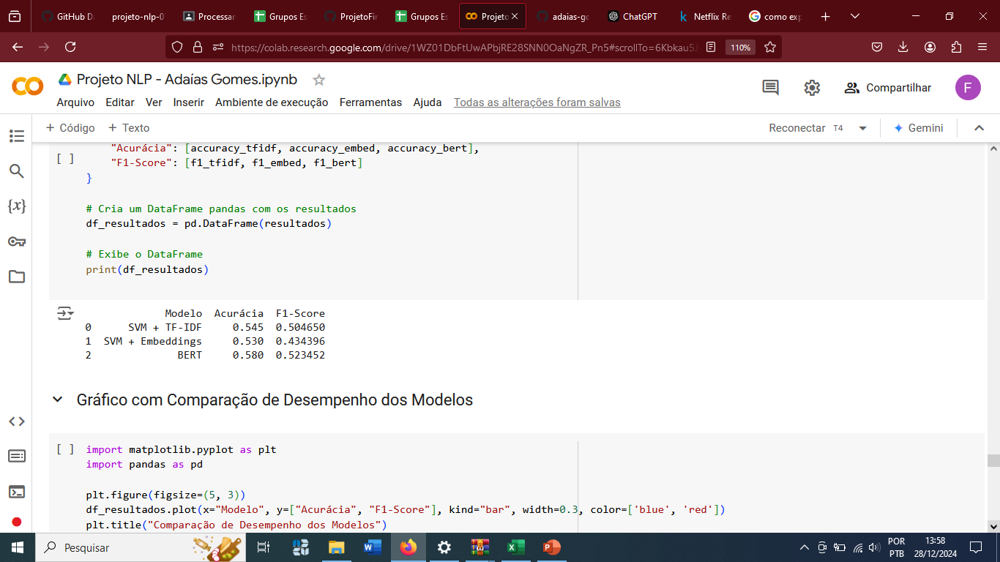 GitHub D
projeto-nlp-0
Processar
Grupos Es
ProjetoFir
Grupos Es
Projeto
adaias-go
ChatGPT
Netflix Re
como exp
https://colab.research.google.com/drive/1WZ01DbFtUwAPbjRE28SNN0OaNgZR_Pn5#scrollTo=6Kbkau5J
110%
Projeto NLP - Adaías Gomes.ipynb
Arquivo Editar Ver Inserir Ambiente de execução Ferramentas Ajuda Todas as alterações foram salvas
Compartilhar
F
+ Código + Texto
Reconectar T4
Gemini
"Acurácia": [accuracy_tfidf, accuracy_embed, accuracy_bert],
[ ] "F1-Score": [f1_tfidf, f1_embed, f1_bert]
}
# Cria um DataFrame pandas com os resultados
df_resultados = pd.DataFrame(resultados)
# Exibe o DataFrame
print(df_resultados)
Modelo Acurácia F1-Score
0 SVM + TF-IDF 0.545 0.504650
1 SVM + Embeddings 0.530 0.434396
2 BERT 0.580 0.523452
Gráfico com Comparação de Desempenho dos Modelos
[ ] import matplotlib.pyplot as plt
import pandas as pd
plt.figure(figsize=(5, 3))
df_resultados.plot(x="Modelo", y=["Acurácia", "F1-Score"], kind="bar", width=0.3, color=['blue', 'red'])
plt.title("Comparação de Desempenho dos Modelos")
Pesquisar
POR
PTB
13:58
28/12/2024